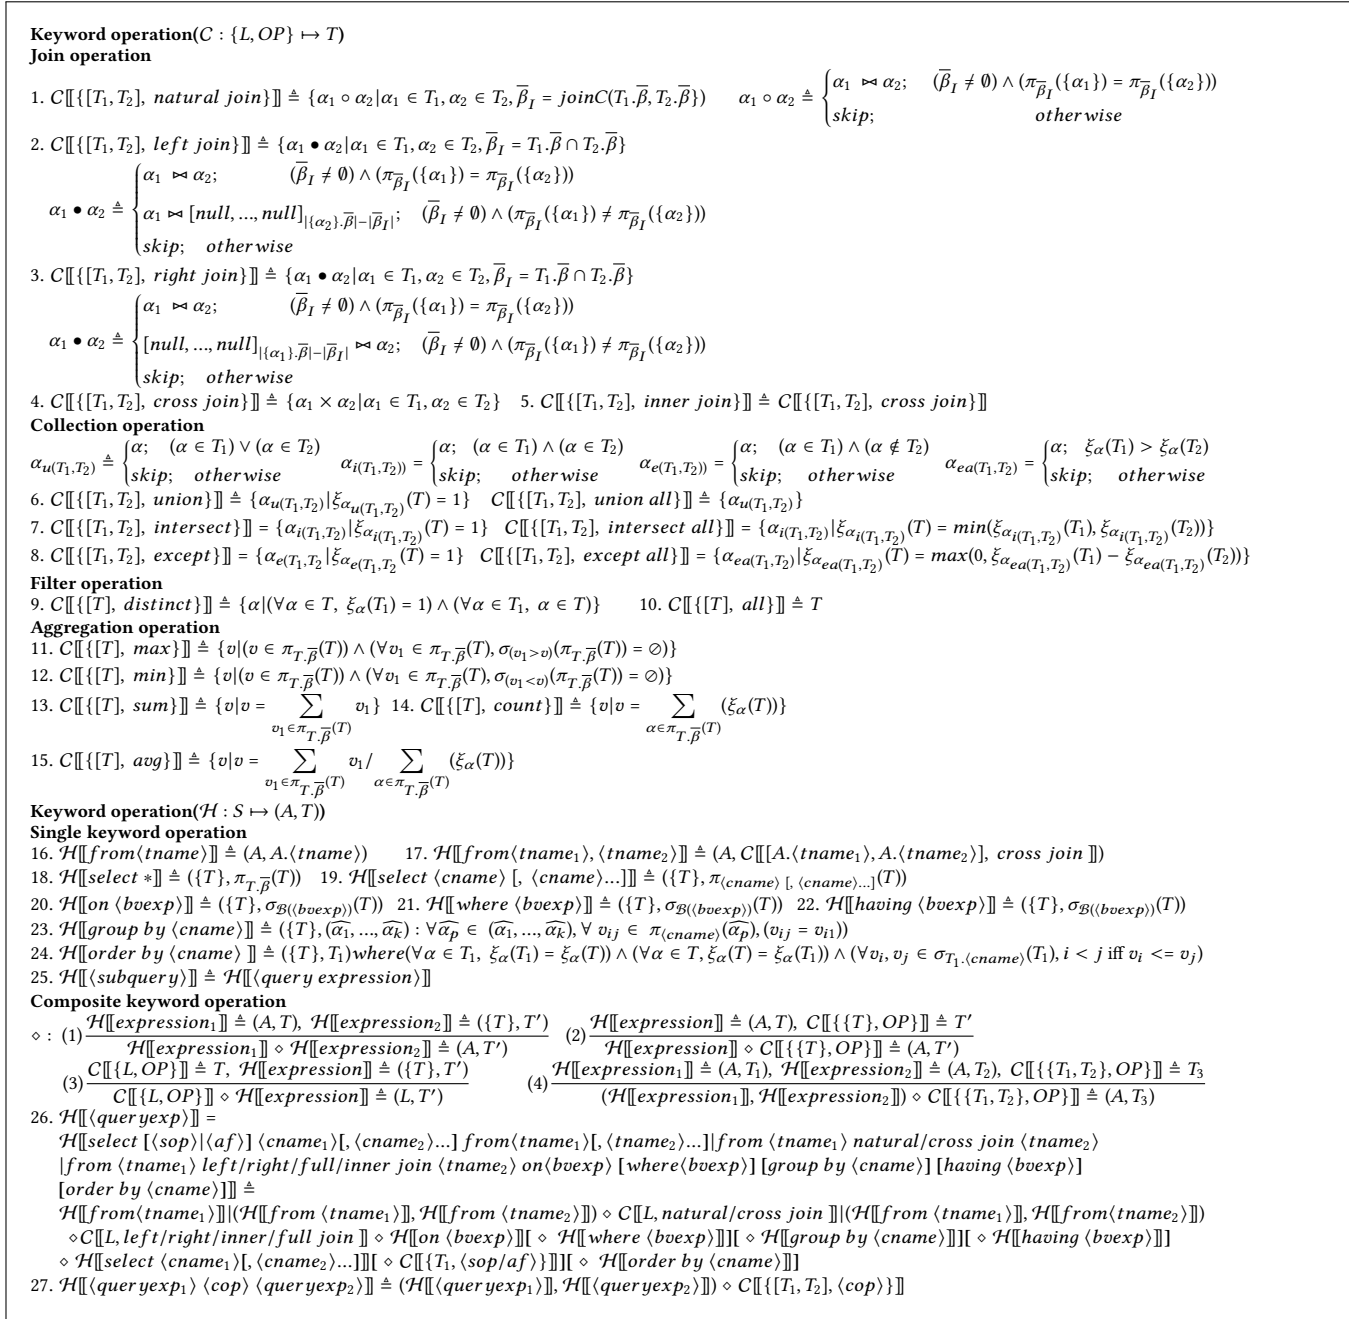 Keyword operation(C : {L, OP} ↦ T)
Join operation
1. C⟦{[T₁, T₂], natural join}⟧ ≜ {α₁ ∘ α₂|α₁ ∈ T₁, α₂ ∈ T₂, β̅_I = joinC(T₁.β̅, T₂.β̅}) α₁ ∘ α₂ ≜ { α₁ ⋈ α₂; (β̅_I ≠ ∅) ∧ (π_β̅_I({α₁}) = π_β̅_I({α₂}))
skip; otherwise
2. C⟦{[T₁, T₂], left join}⟧ ≜ {α₁ • α₂|α₁ ∈ T₁, α₂ ∈ T₂, β̅_I = T₁.β̅ ∩ T₂.β̅}
α₁ • α₂ ≜ { α₁ ⋈ α₂; (β̅_I ≠ ∅) ∧ (π_β̅_I({α₁}) = π_β̅_I({α₂}))
α₁ ⋈ [null, ..., null]_|{α₂}.β̅|−|β̅_I|; (β̅_I ≠ ∅) ∧ (π_β̅_I({α₁}) ≠ π_β̅_I({α₂}))
skip; otherwise
3. C⟦{[T₁, T₂], right join}⟧ ≜ {α₁ • α₂|α₁ ∈ T₁, α₂ ∈ T₂, β̅_I = T₁.β̅ ∩ T₂.β̅}
α₁ • α₂ ≜ { α₁ ⋈ α₂; (β̅_I ≠ ∅) ∧ (π_β̅_I({α₁}) = π_β̅_I({α₂}))
[null, ..., null]_|{α₁}.β̅|−|β̅_I| ⋈ α₂; (β̅_I ≠ ∅) ∧ (π_β̅_I({α₁}) ≠ π_β̅_I({α₂}))
skip; otherwise
4. C⟦{[T₁, T₂], cross join}⟧ ≜ {α₁ × α₂|α₁ ∈ T₁, α₂ ∈ T₂} 5. C⟦{[T₁, T₂], inner join}⟧ ≜ C⟦{[T₁, T₂], cross join}⟧
Collection operation
α_u(T₁,T₂) ≜ { α; (α ∈ T₁) ∨ (α ∈ T₂) skip; otherwise α_i(T₁,T₂)) = { α; (α ∈ T₁) ∧ (α ∈ T₂) skip; otherwise α_e(T₁,T₂)) = { α; (α ∈ T₁) ∧ (α ∉ T₂) skip; otherwise α_ea(T₁,T₂) = { α; ξ_α(T₁) > ξ_α(T₂) skip; otherwise
6. C⟦{[T₁, T₂], union}⟧ ≜ {α_u(T₁,T₂)|ξ_α_u(T₁,T₂)(T) = 1} C⟦{[T₁, T₂], union all}⟧ ≜ {α_u(T₁,T₂)}
7. C⟦{[T₁, T₂], intersect}⟧ = {α_i(T₁,T₂)|ξ_α_i(T₁,T₂)(T) = 1} C⟦{[T₁, T₂], intersect all}⟧ = {α_i(T₁,T₂)|ξ_α_i(T₁,T₂)(T) = min(ξ_α_i(T₁,T₂)(T₁), ξ_α_i(T₁,T₂)(T₂))}
8. C⟦{[T₁, T₂], except}⟧ = {α_e(T₁,T₂|ξ_α_e(T₁,T₂(T) = 1} C⟦{[T₁, T₂], except all}⟧ = {α_ea(T₁,T₂)|ξ_α_ea(T₁,T₂)(T) = max(0, ξ_α_ea(T₁,T₂)(T₁) − ξ_α_ea(T₁,T₂)(T₂))}
Filter operation
9. C⟦{[T], distinct}⟧ ≜ {α|(∀α ∈ T, ξ_α(T₁) = 1) ∧ (∀α ∈ T₁, α ∈ T)} 10. C⟦{[T], all}⟧ ≜ T
Aggregation operation
11. C⟦{[T], max}⟧ ≜ {v|(v ∈ π_T.β̅(T)) ∧ (∀v₁ ∈ π_T.β̅(T), σ_(v₁>v)(π_T.β̅(T)) = ⊘)}
12. C⟦{[T], min}⟧ ≜ {v|(v ∈ π_T.β̅(T)) ∧ (∀v₁ ∈ π_T.β̅(T), σ_(v₁<v)(π_T.β̅(T)) = ⊘)}
13. C⟦{[T], sum}⟧ ≜ {v|v = ∑_{v₁∈π_T.β̅(T)} v₁} 14. C⟦{[T], count}⟧ ≜ {v|v = ∑_{α∈π_T.β̅(T)} (ξ_α(T))}
15. C⟦{[T], avg}⟧ ≜ {v|v = ∑_{v₁∈π_T.β̅(T)} v₁/ ∑_{α∈π_T.β̅(T)} (ξ_α(T))}
Keyword operation(H : S ↦ (A, T))
Single keyword operation
16. H⟦from⟨tname⟩⟧ ≜ (A, A.⟨tname⟩) 17. H⟦from⟨tname₁⟩, ⟨tname₂⟩⟧ ≜ (A, C⟦[A.⟨tname₁⟩, A.⟨tname₂⟩], cross join ⟧)
18. H⟦select *⟧ ≜ ({T}, π_T.β̅(T)) 19. H⟦select ⟨cname⟩ [, ⟨cname⟩...]⟧ ≜ ({T}, π_⟨cname⟩ [, ⟨cname⟩...](T))
20. H⟦on ⟨bvexp⟩⟧ ≜ ({T}, σ_B(⟨bvexp⟩)(T)) 21. H⟦where ⟨bvexp⟩⟧ ≜ ({T}, σ_B(⟨bvexp⟩)(T)) 22. H⟦having ⟨bvexp⟩⟧ ≜ ({T}, σ_B(⟨bvexp⟩)(T))
23. H⟦group by ⟨cname⟩⟧ ≜ ({T}, (α̂₁, ..., α̂ₖ) : ∀α̂ₚ ∈ (α̂₁, ..., α̂ₖ), ∀ v_ij ∈ π_⟨cname⟩(α̂ₚ), (v_ij = v_i1))
24. H⟦order by ⟨cname⟩ ⟧ ≜ ({T}, T₁)where(∀α ∈ T₁, ξ_α(T₁) = ξ_α(T)) ∧ (∀α ∈ T, ξ_α(T) = ξ_α(T₁)) ∧ (∀v_i, v_j ∈ σ_T₁.⟨cname⟩(T₁), i < j iff v_i <= v_j)
25. H⟦⟨subquery⟩⟧ ≜ H⟦⟨query expression⟩⟧
Composite keyword operation
⋄ : (1) H⟦expression₁⟧ ≜ (A, T), H⟦expression₂⟧ ≜ ({T}, T′) / H⟦expression₁⟧ ⋄ H⟦expression₂⟧ ≜ (A, T′) (2) H⟦expression⟧ ≜ (A, T), C⟦{{T}, OP}⟧ ≜ T′ / H⟦expression⟧ ⋄ C⟦{{T}, OP}⟧ ≜ (A, T′)
(3) C⟦{L, OP}⟧ ≜ T, H⟦expression⟧ ≜ ({T}, T′) / C⟦{L, OP}⟧ ⋄ H⟦expression⟧ ≜ (L, T′) (4) H⟦expression₁⟧ ≜ (A, T₁), H⟦expression₂⟧ ≜ (A, T₂), C⟦{{T₁, T₂}, OP}⟧ ≜ T₃ / (H⟦expression₁⟧, H⟦expression₂⟧) ⋄ C⟦{{T₁, T₂}, OP}⟧ ≜ (A, T₃)
26. H⟦⟨queryexp⟩⟧ =
H⟦select [⟨sop⟩|⟨af⟩] ⟨cname₁⟩[, ⟨cname₂⟩...] from⟨tname₁⟩[, ⟨tname₂⟩...]|from ⟨tname₁⟩ natural/cross join ⟨tname₂⟩
|from ⟨tname₁⟩ left/right/full/inner join ⟨tname₂⟩ on⟨bvexp⟩ [where⟨bvexp⟩] [group by ⟨cname⟩] [having ⟨bvexp⟩]
[order by ⟨cname⟩]⟧ ≜
H⟦from⟨tname₁⟩⟧|(H⟦from ⟨tname₁⟩⟧, H⟦from ⟨tname₂⟩⟧) ⋄ C⟦L, natural/cross join ⟧|(H⟦from ⟨tname₁⟩⟧, H⟦from⟨tname₂⟩⟧)
⋄C⟦L, left/right/inner/full join ⟧ ⋄ H⟦on ⟨bvexp⟩⟧[ ⋄ H⟦where ⟨bvexp⟩⟧][ ⋄ H⟦group by ⟨cname⟩⟧][ ⋄ H⟦having ⟨bvexp⟩⟧]
⋄ H⟦select ⟨cname₁⟩[, ⟨cname₂⟩...]⟧[ ⋄ C⟦{T₁, ⟨sop/af⟩}⟧][ ⋄ H⟦order by ⟨cname⟩⟧]
27. H⟦⟨queryexp₁⟩ ⟨cop⟩ ⟨queryexp₂⟩⟧ ≜ (H⟦⟨queryexp₁⟩⟧, H⟦⟨queryexp₂⟩⟧) ⋄ C⟦{[T₁, T₂], ⟨cop⟩}⟧